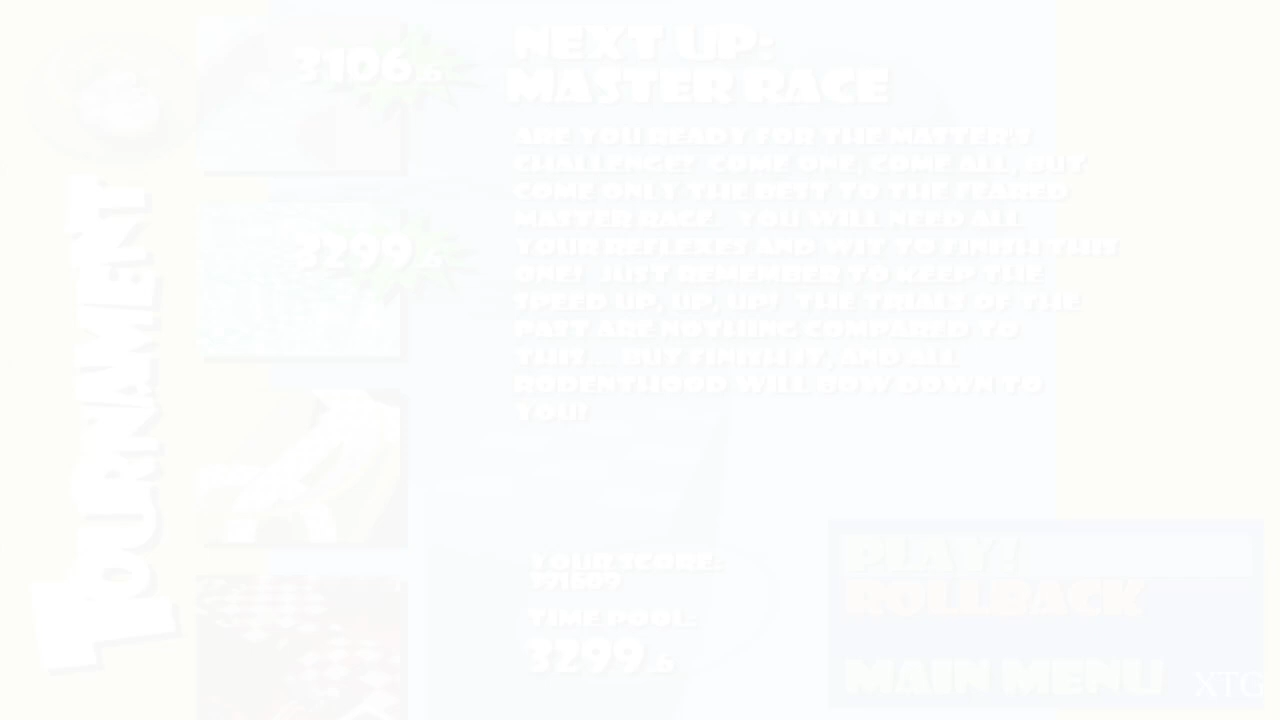 TOURNAMENT
3106.6
3299.6
NEXT UP:
MASTER RACE
ARE YOU READY FOR THE MASTER'S
CHALLENGE? COME ONE, COME ALL, BUT
COME ONLY THE BEST TO THE FEARED
MASTER RACE. YOU WILL NEED ALL
YOUR REFLEXES AND WIT TO FINISH THIS
ONE! JUST REMEMBER TO KEEP THE
SPEED UP, UP, UP! THE TRIALS OF THE
PAST ARE NOTHING COMPARED TO
THIS... BUT FINISH IT, AND ALL
RODENTHOOD WILL BOW DOWN TO
YOU!
YOUR SCORE:
TIME POOL:
3299.6
PLAY!
ROLLBACK
MAIN MENU
XTG